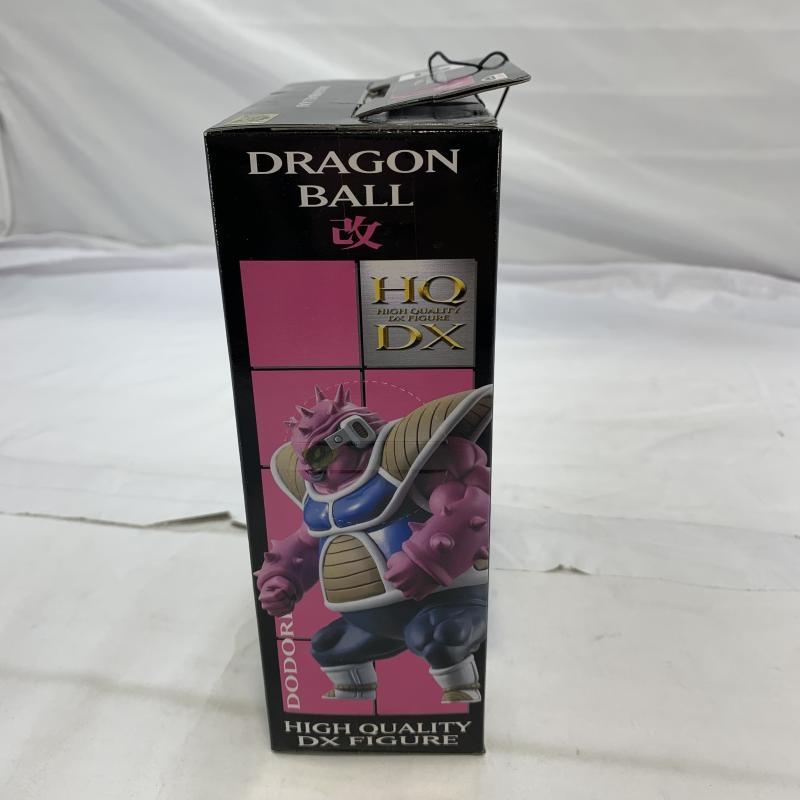 DRAGON
BALL
改
HQ
HIGH QUALITY
DX FIGURE
DX
DODORI
HIGH QUALITY
DX FIGURE